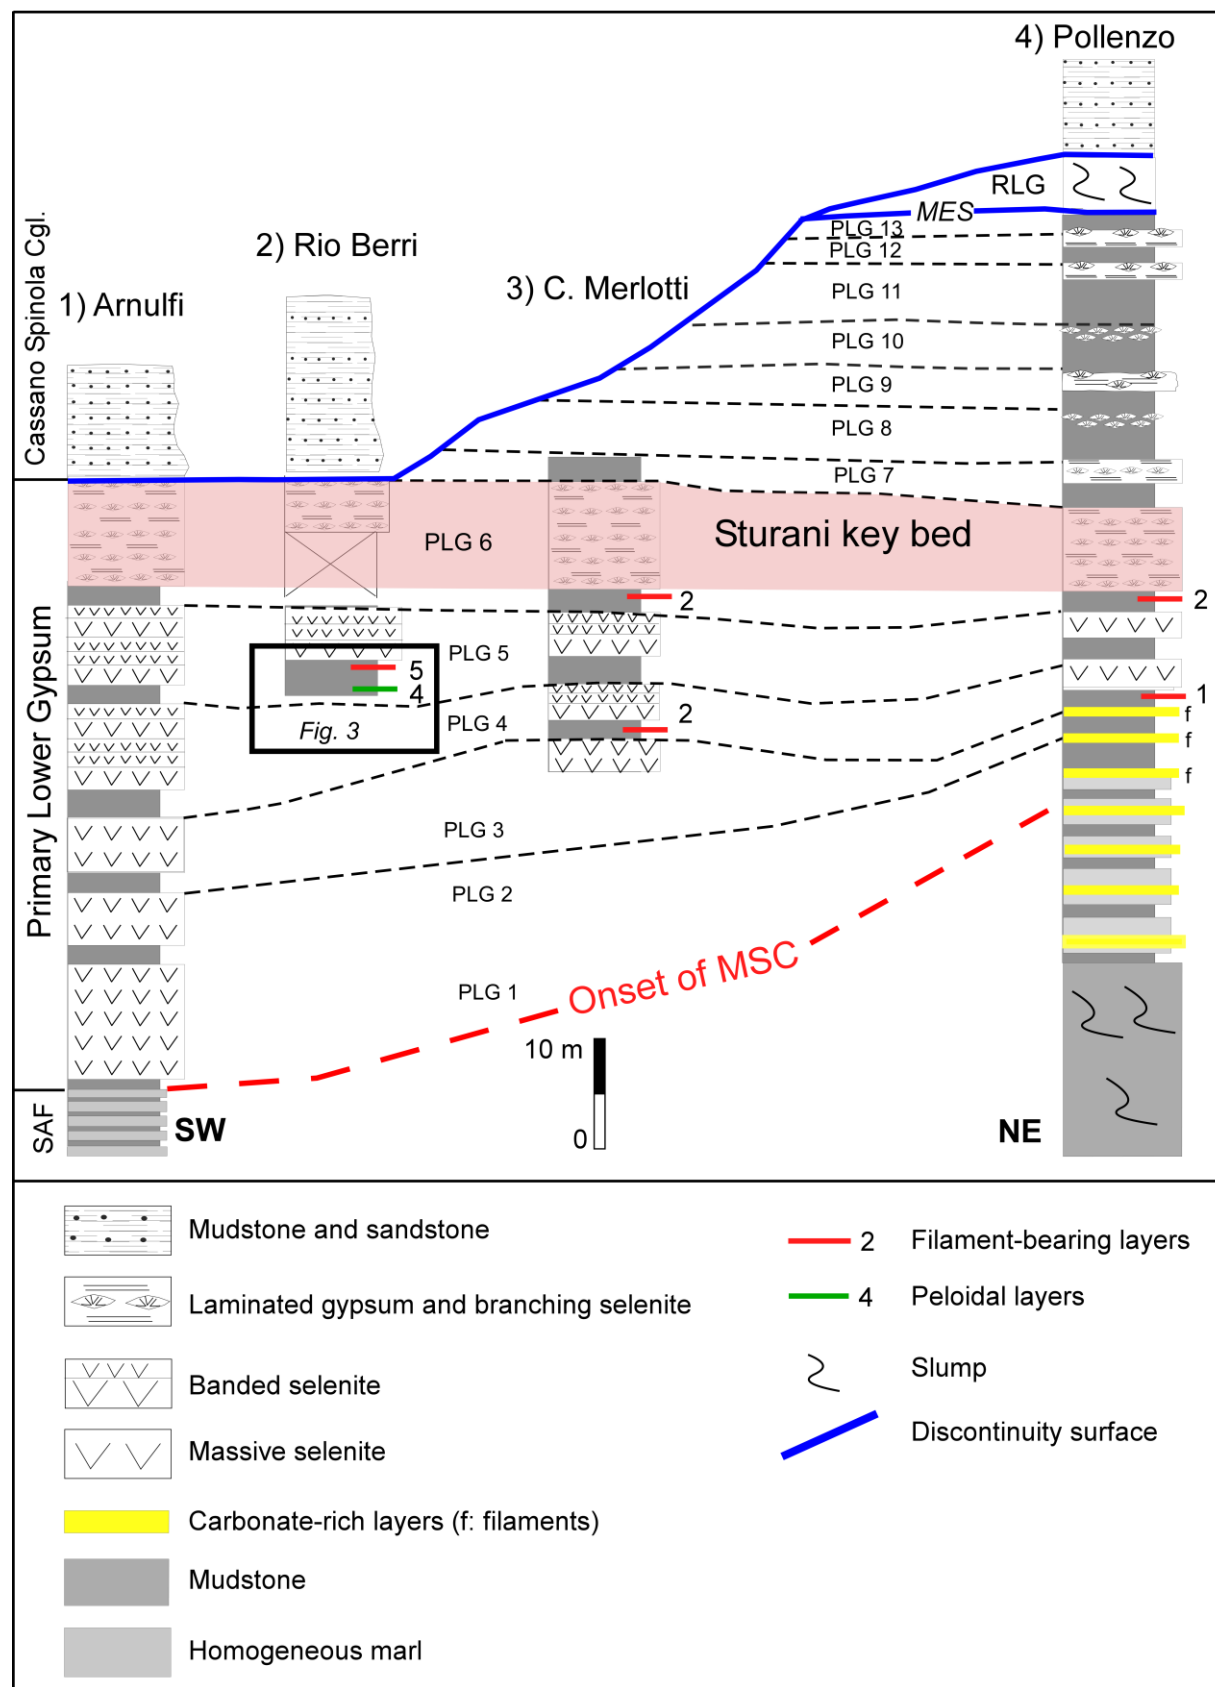 4) Pollenzo
RLG
MES
2) Rio Berri
PLG 13
PLG 12
3) C. Merlotti
1) Arnulfi
PLG 11
PLG 10
PLG 9
PLG 8
PLG 7
Cassano Spinola Cgl.
PLG 6
Sturani key bed
2
2
PLG 5
5
4
1
f
Fig. 3
PLG 4
2
f
f
Primary Lower Gypsum
PLG 3
PLG 2
PLG 1
Onset of MSC
10 m
0
SAF
SW
NE
Mudstone and sandstone
Laminated gypsum and branching selenite
Banded selenite
Massive selenite
Carbonate-rich layers (f: filaments)
Mudstone
Homogeneous marl
2 Filament-bearing layers
4 Peloidal layers
Slump
Discontinuity surface